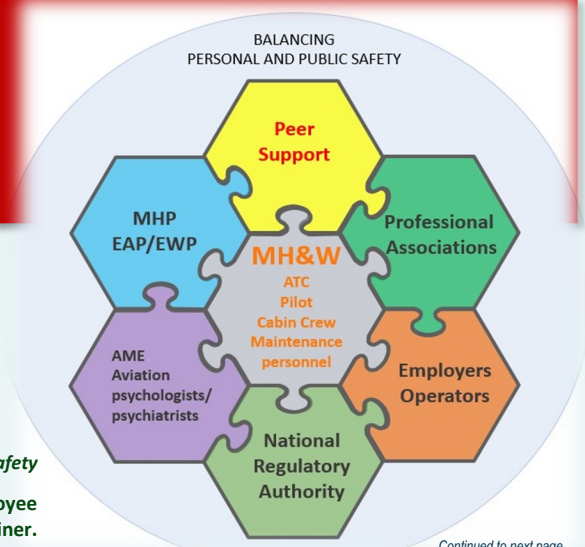 BALANCING
PERSONAL AND PUBLIC SAFETY
Peer
Support
MHP
EAP/EWP
Professional
Associations
MH&W
ATC
Pilot
Cabin Crew
Maintenance
personnel
AME
Aviation
psychologists/
psychiatrists
Employers
Operators
National
Regulatory
Authority
Continued to next page